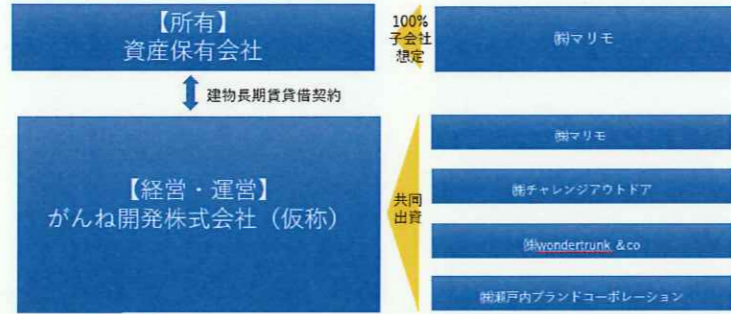 【所有】
資産保有会社
100%
子会社
想定
㈱マリモ
建物長期賃貸借契約
【経営・運営】
がんね開発株式会社（仮称）
共同
出資
㈱マリモ
㈱チャレンジアウトドア
㈱wondertrunk &co
㈱瀬戸内ブランドコーポレーション